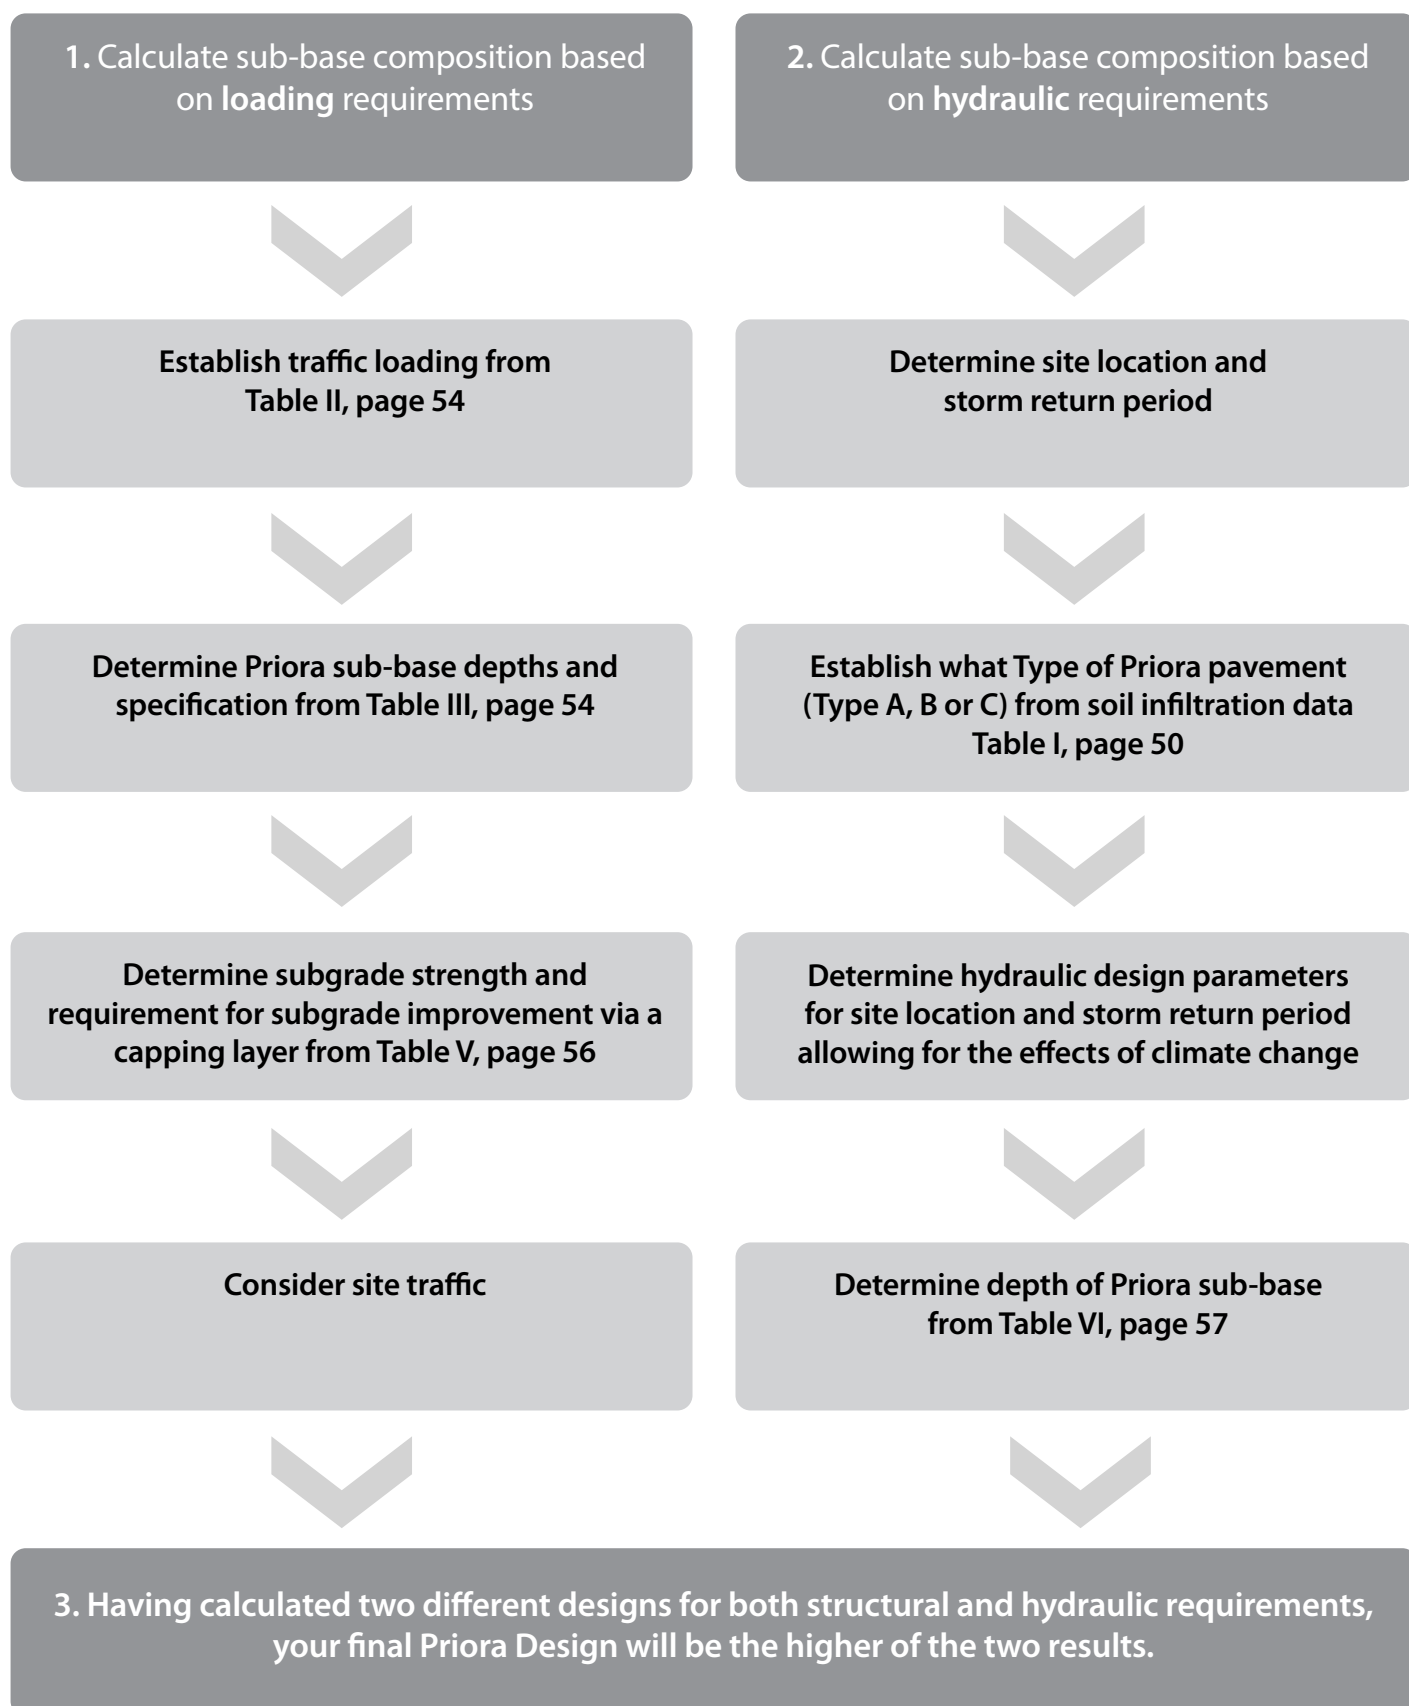 1. Calculate sub-base composition based
on loading requirements
2. Calculate sub-base composition based
on hydraulic requirements
Establish traffic loading from
Table II, page 54
Determine site location and
storm return period
Determine Priora sub-base depths and
specification from Table III, page 54
Establish what Type of Priora pavement
(Type A, B or C) from soil infiltration data
Table I, page 50
Determine subgrade strength and
requirement for subgrade improvement via a
capping layer from Table V, page 56
Determine hydraulic design parameters
for site location and storm return period
allowing for the effects of climate change
Consider site traffic
Determine depth of Priora sub-base
from Table VI, page 57
3. Having calculated two different designs for both structural and hydraulic requirements,
your final Priora Design will be the higher of the two results.